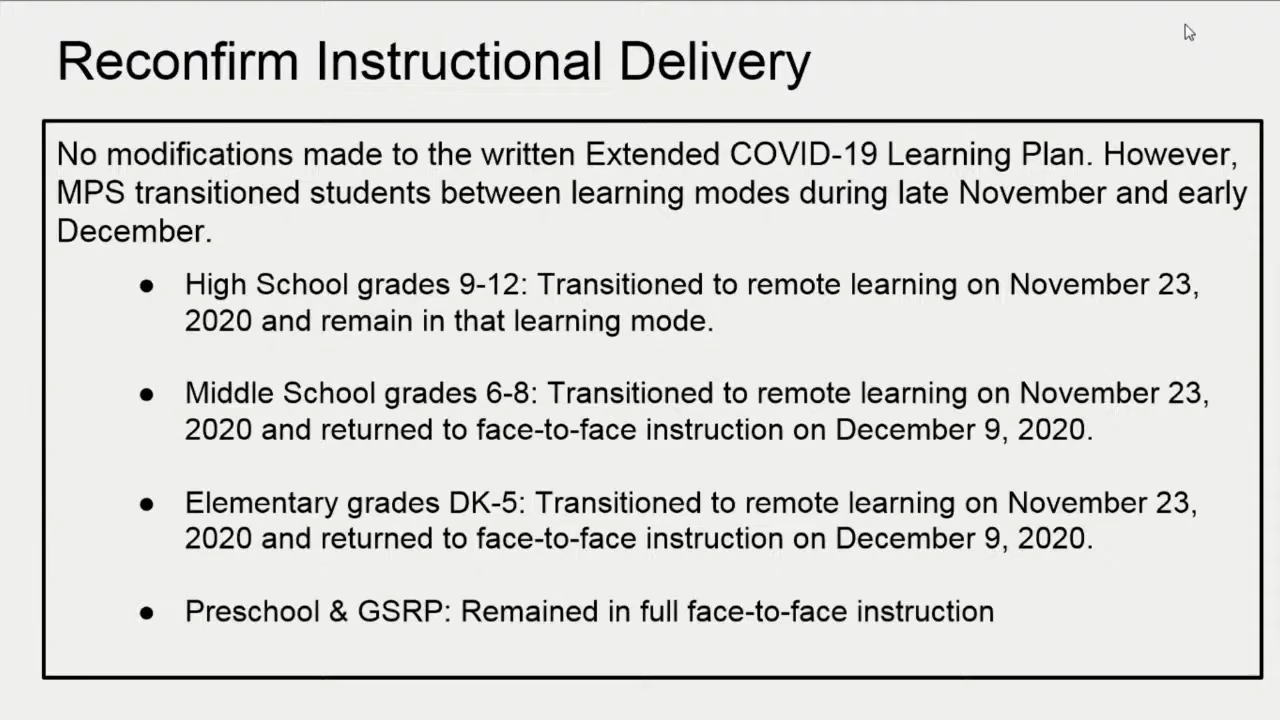 Reconfirm Instructional Delivery
No modifications made to the written Extended COVID-19 Learning Plan. However,
MPS transitioned students between learning modes during late November and early
December.
● High School grades 9-12: Transitioned to remote learning on November 23,
2020 and remain in that learning mode.
● Middle School grades 6-8: Transitioned to remote learning on November 23,
2020 and returned to face-to-face instruction on December 9, 2020.
● Elementary grades DK-5: Transitioned to remote learning on November 23,
2020 and returned to face-to-face instruction on December 9, 2020.
● Preschool & GSRP: Remained in full face-to-face instruction